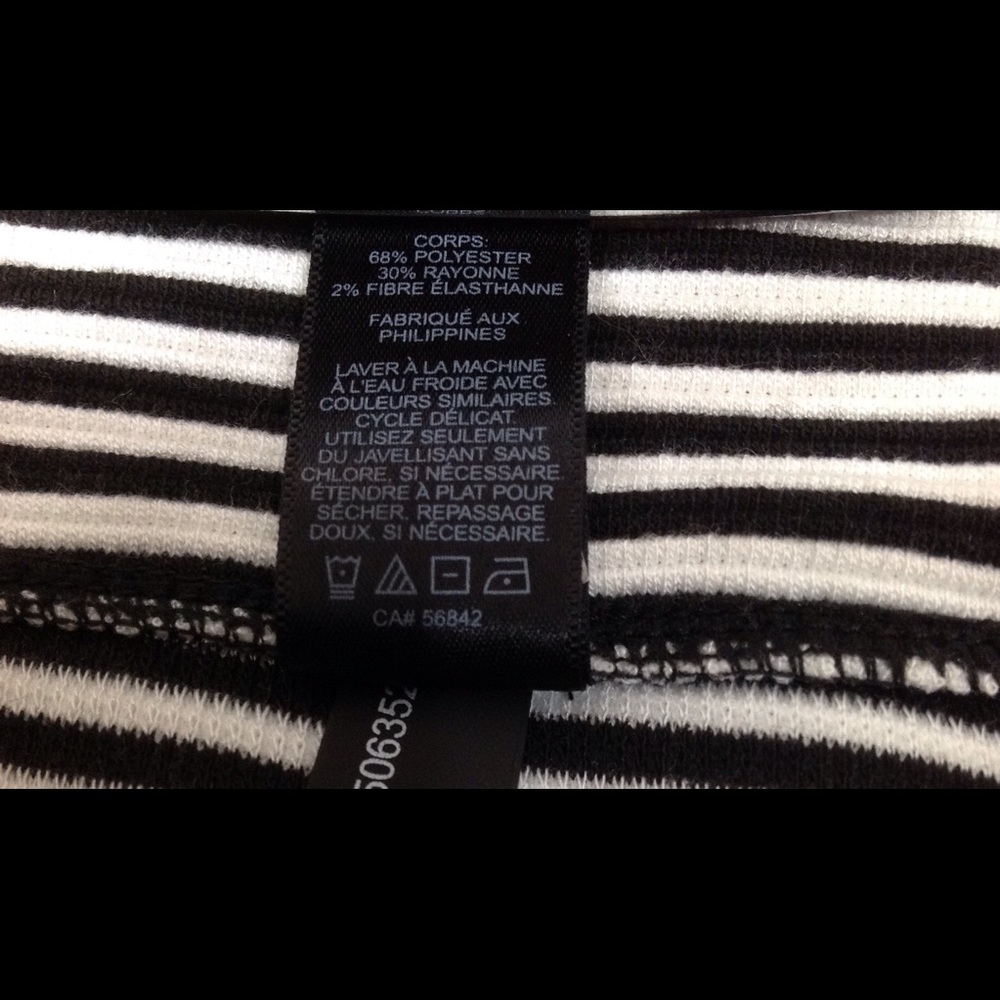 CORPS:
68% POLYESTER
30% RAYONNE
2% FIBRE ÉLASTHANNE
FABRIQUÉ AUX
PHILIPPINES
LAVER À LA MACHINE
À L'EAU FROIDE AVEC
COULEURS SIMILAIRES.
CYCLE DÉLICAT.
UTILISEZ SEULEMENT
DU JAVELLISANT SANS
CHLORE, SI NÉCESSAIRE.
ÉTENDRE À PLAT POUR
SÉCHER. REPASSAGE
DOUX, SI NÉCESSAIRE.
CA# 56842